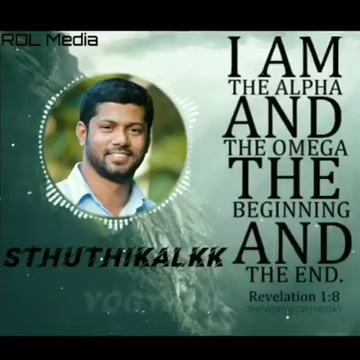 RDL Media
I AM
THE ALPHA
AND
THE OMEGA
THE
BEGINNING
AND
THE END.
Revelation 1:8
STHUTHIKALKK